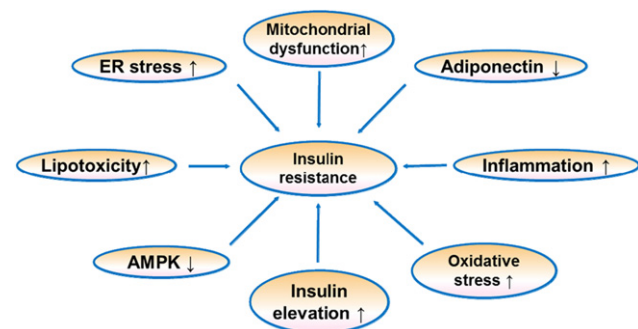 Mitochondrial
dysfunction↑
ER stress ↑
Adiponectin ↓
Lipotoxicity↑
Insulin
resistance
Inflammation ↑
AMPK ↓
Insulin
elevation ↑
Oxidative
stress ↑